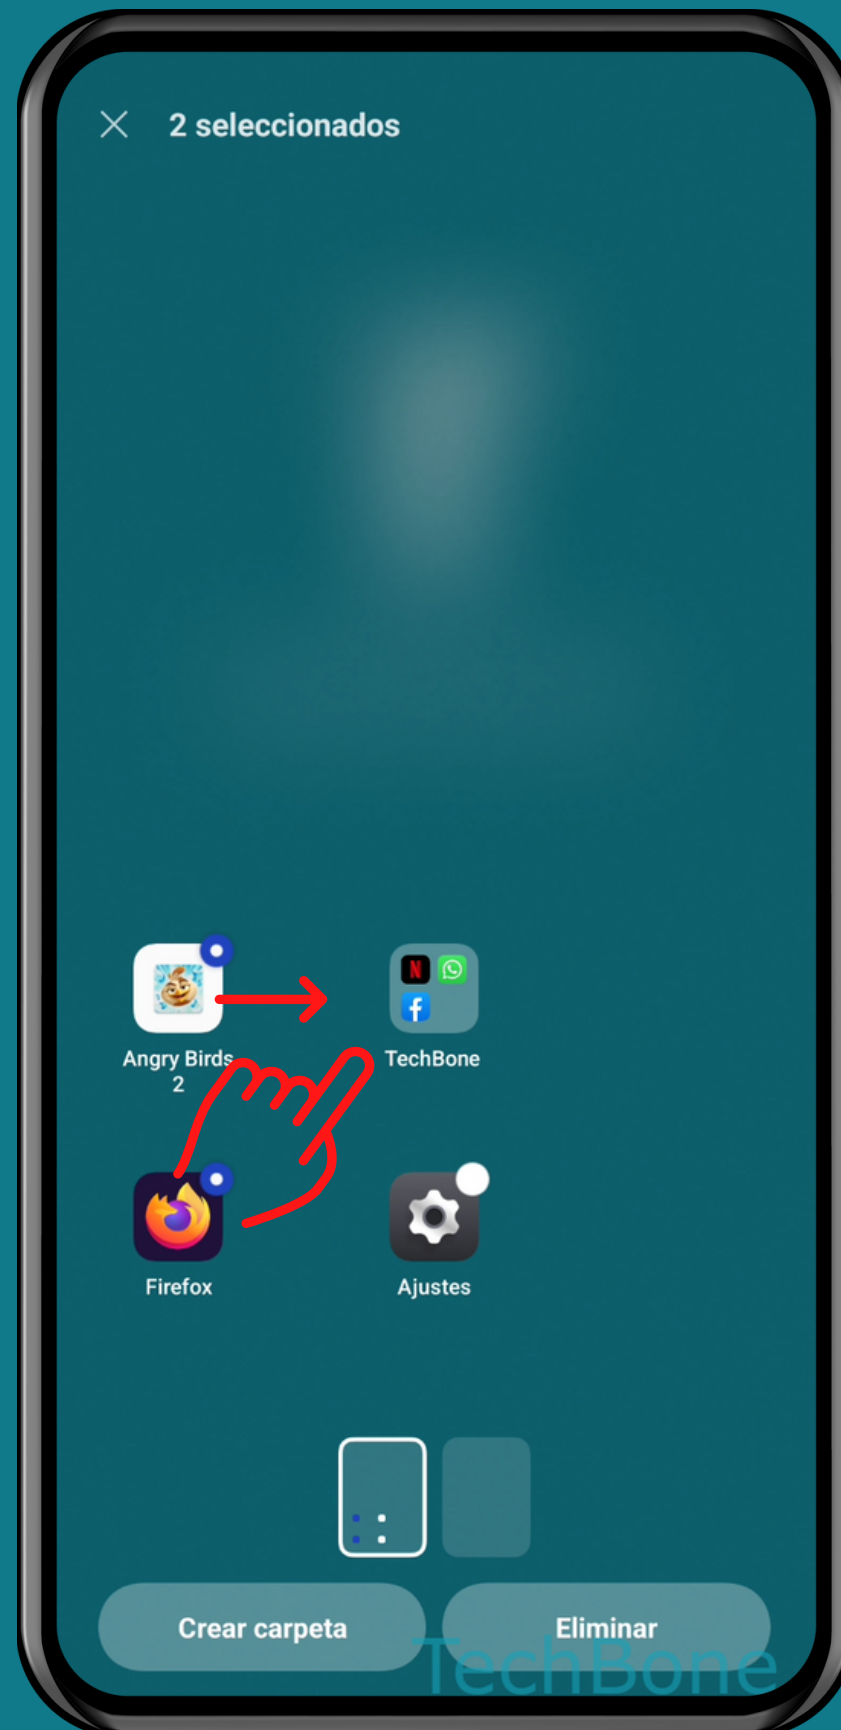 2 seleccionados
Angry Birds
2
TechBone
Firefox
Ajustes
Crear carpeta
Eliminar
TechBone